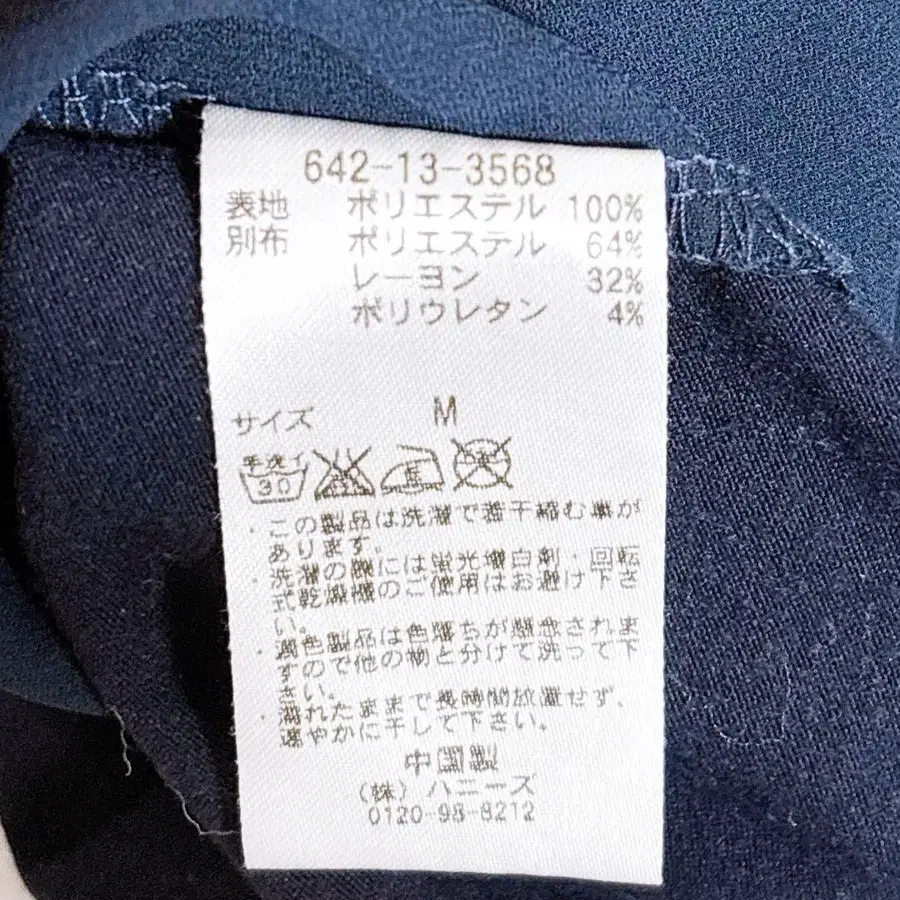 642-13-3568
表地 ポリエステル 100%
別布 ポリエステル 64%
レーヨン 32%
ポリウレタン 4%
サイズ M
手洗イ
30
・この製品は洗濯で若干縮む事が
あります。
・洗濯の際には蛍光増白剤・回転
式乾燥機のご使用はお避け下さ
い。
・濃色製品は色落ちが懸念されま
すので他の物と分けて洗って下
さい。
・濡れたままで長時間放置せず、
速やかに干して下さい。
中国製
(株) ハニーズ
0120-98-8212